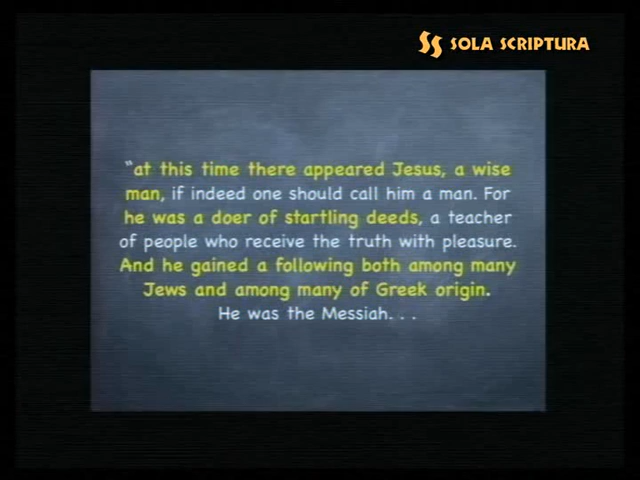 SOLA SCRIPTURA
“at this time there appeared Jesus, a wise
man, if indeed one should call him a man. For
he was a doer of startling deeds, a teacher
of people who receive the truth with pleasure.
And he gained a following both among many
Jews and among many of Greek origin.
He was the Messiah. . .